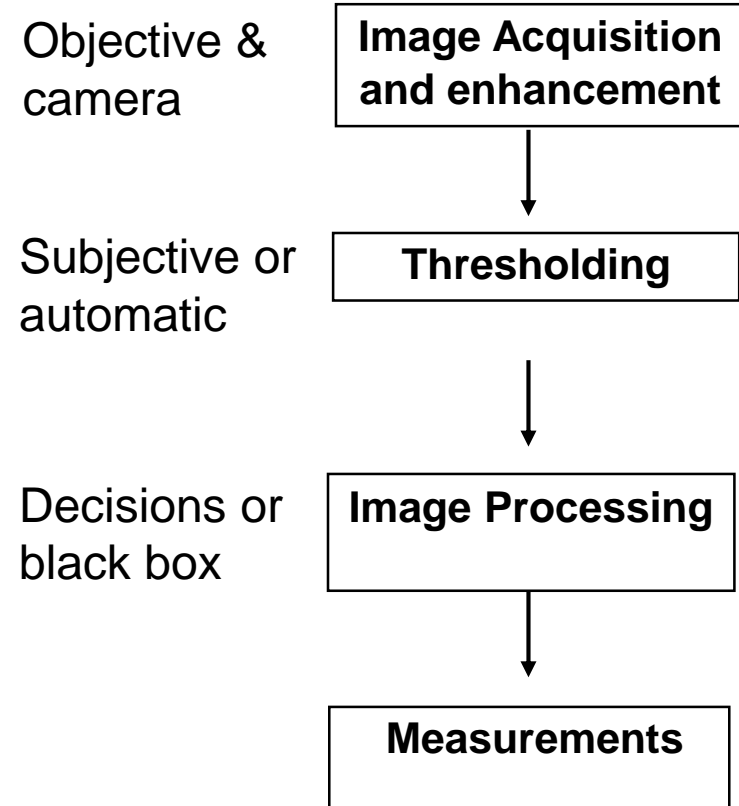 Objective &
camera
Image Acquisition
and enhancement
Subjective or
automatic
Thresholding
Decisions or
black box
Image Processing
Measurements